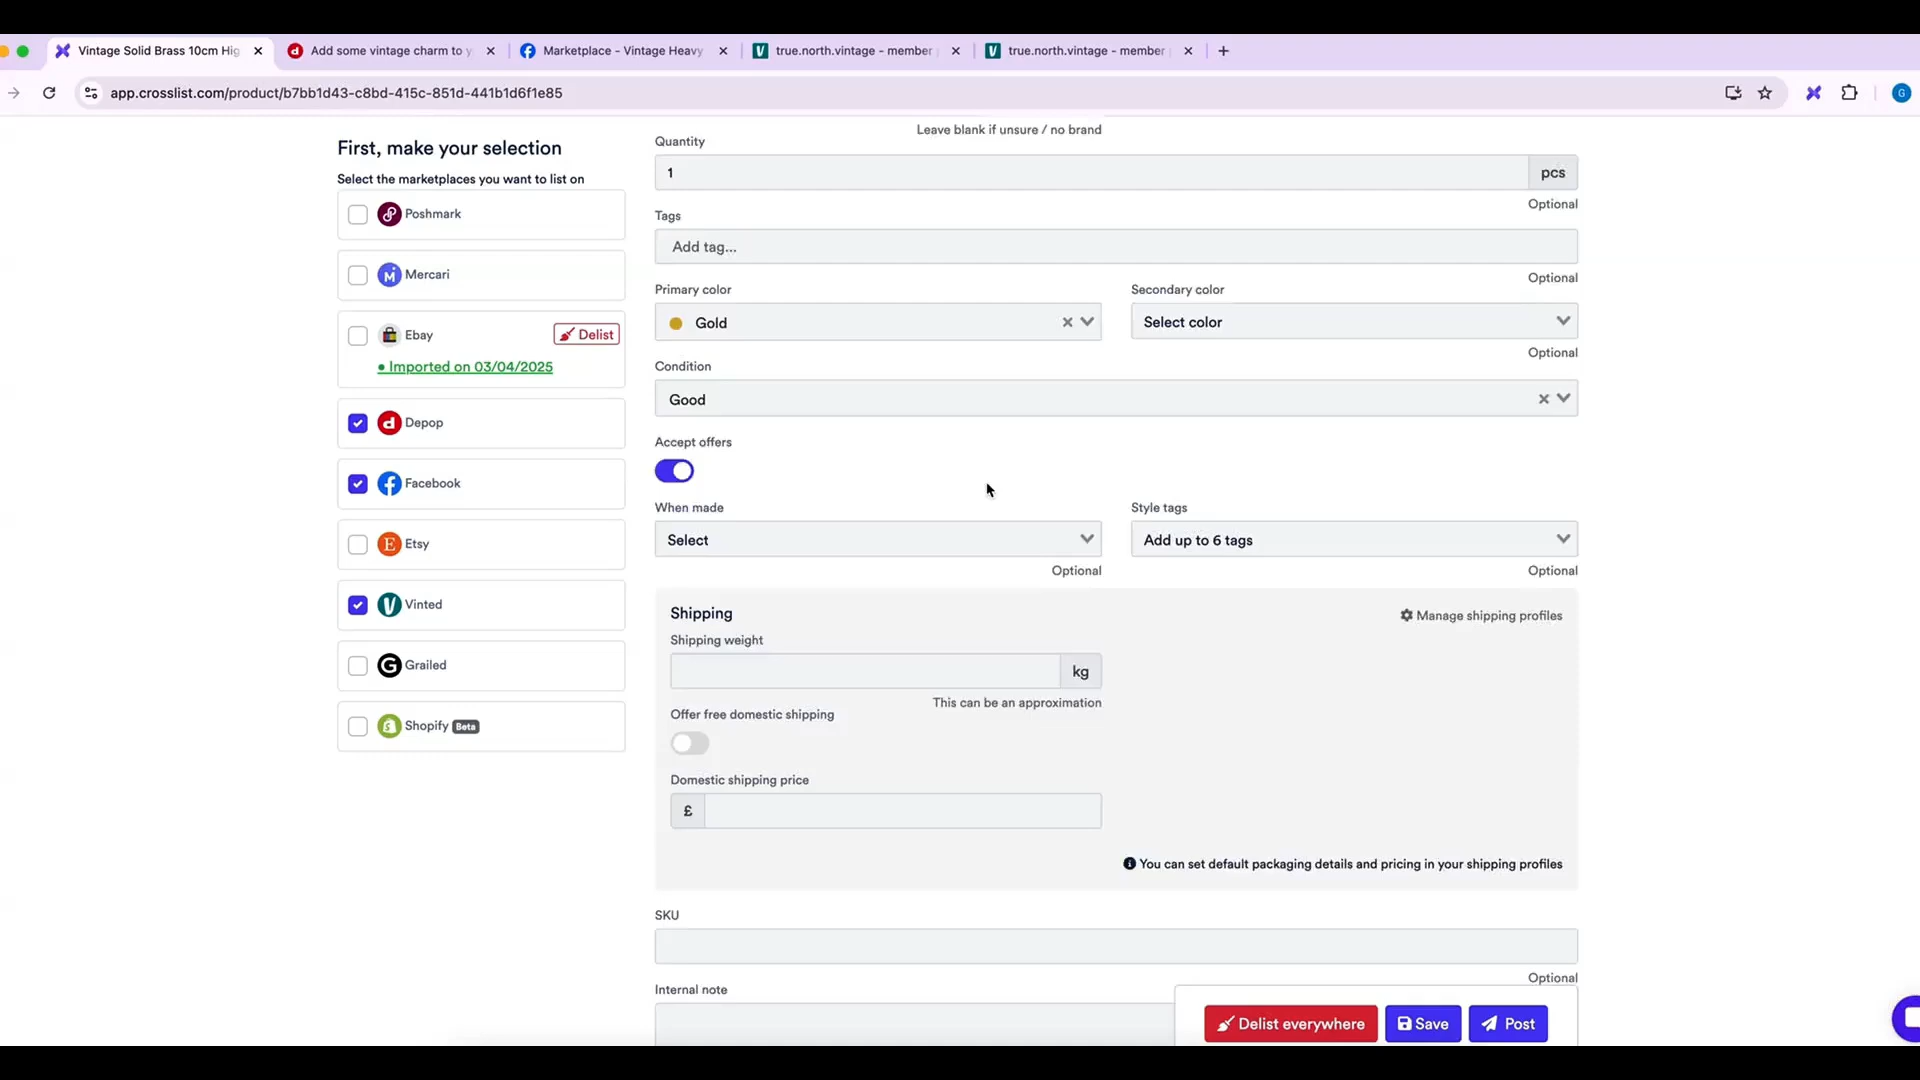 Vintage Solid Brass 10cm Hig
Add some vintage charm to y
Marketplace - Vintage Heavy
true.north.vintage - member
true.north.vintage - member
app.crosslist.com/product/b7bb1d43-c8bd-415c-851d-441b1d6f1e85
G
First, make your selection
Select the marketplaces you want to list on
Poshmark
Mercari
Ebay
Delist
Imported on 03/04/2025
Depop
Facebook
Etsy
Vinted
Grailed
Shopify Beta
Leave blank if unsure / no brand
Quantity
1
pcs
Optional
Tags
Add tag...
Optional
Primary color
Secondary color
Gold
Select color
Optional
Condition
Good
Accept offers
When made
Style tags
Select
Add up to 6 tags
Optional
Optional
Shipping
Manage shipping profiles
Shipping weight
kg
This can be an approximation
Offer free domestic shipping
Domestic shipping price
£
You can set default packaging details and pricing in your shipping profiles
SKU
Optional
Internal note
Delist everywhere
Save
Post